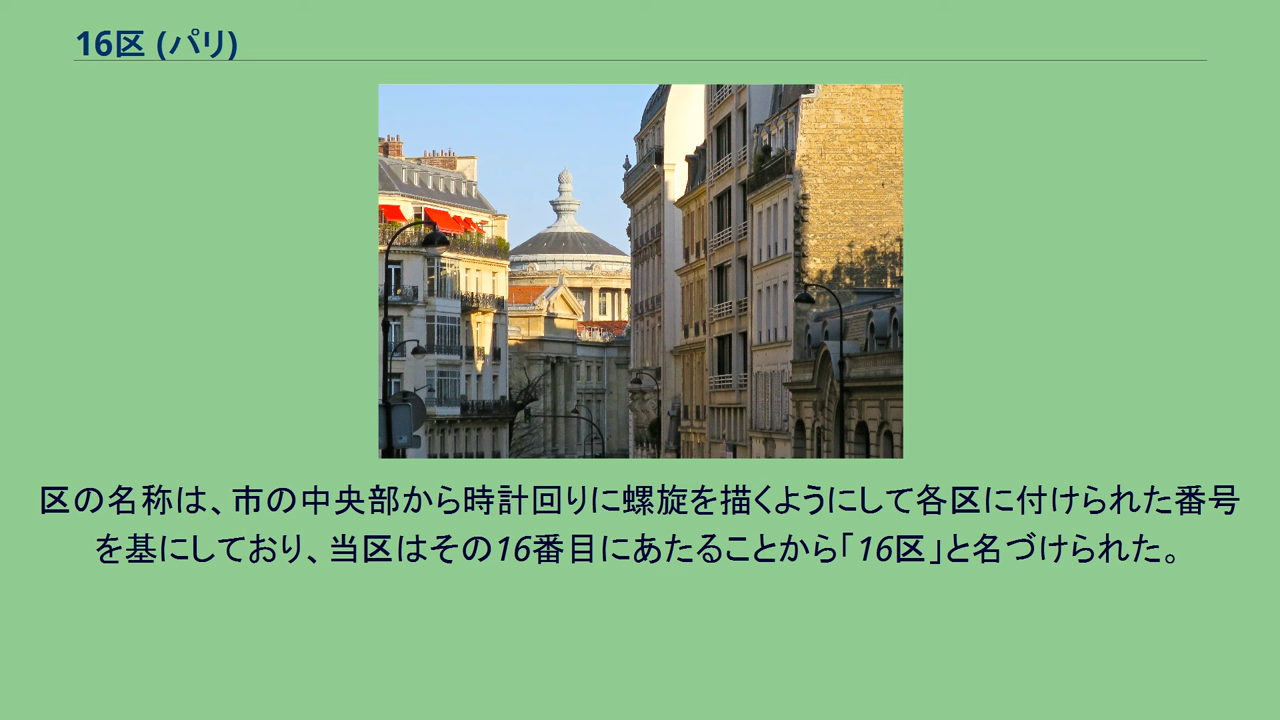 16区 (パリ)
区の名称は、市の中央部から時計回りに螺旋を描くようにして各区に付けられた番号
を基にしており、当区はその16番目にあたることから「16区」と名づけられた。